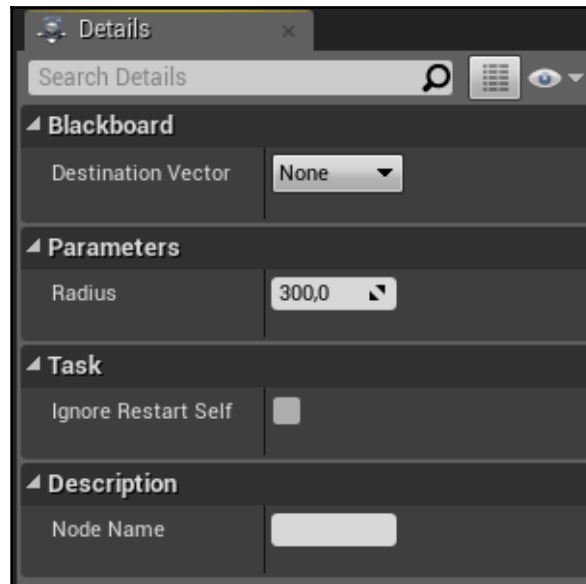 Details
Search Details
Blackboard
Destination Vector None
Parameters
Radius 300,0
Task
Ignore Restart Self
Description
Node Name